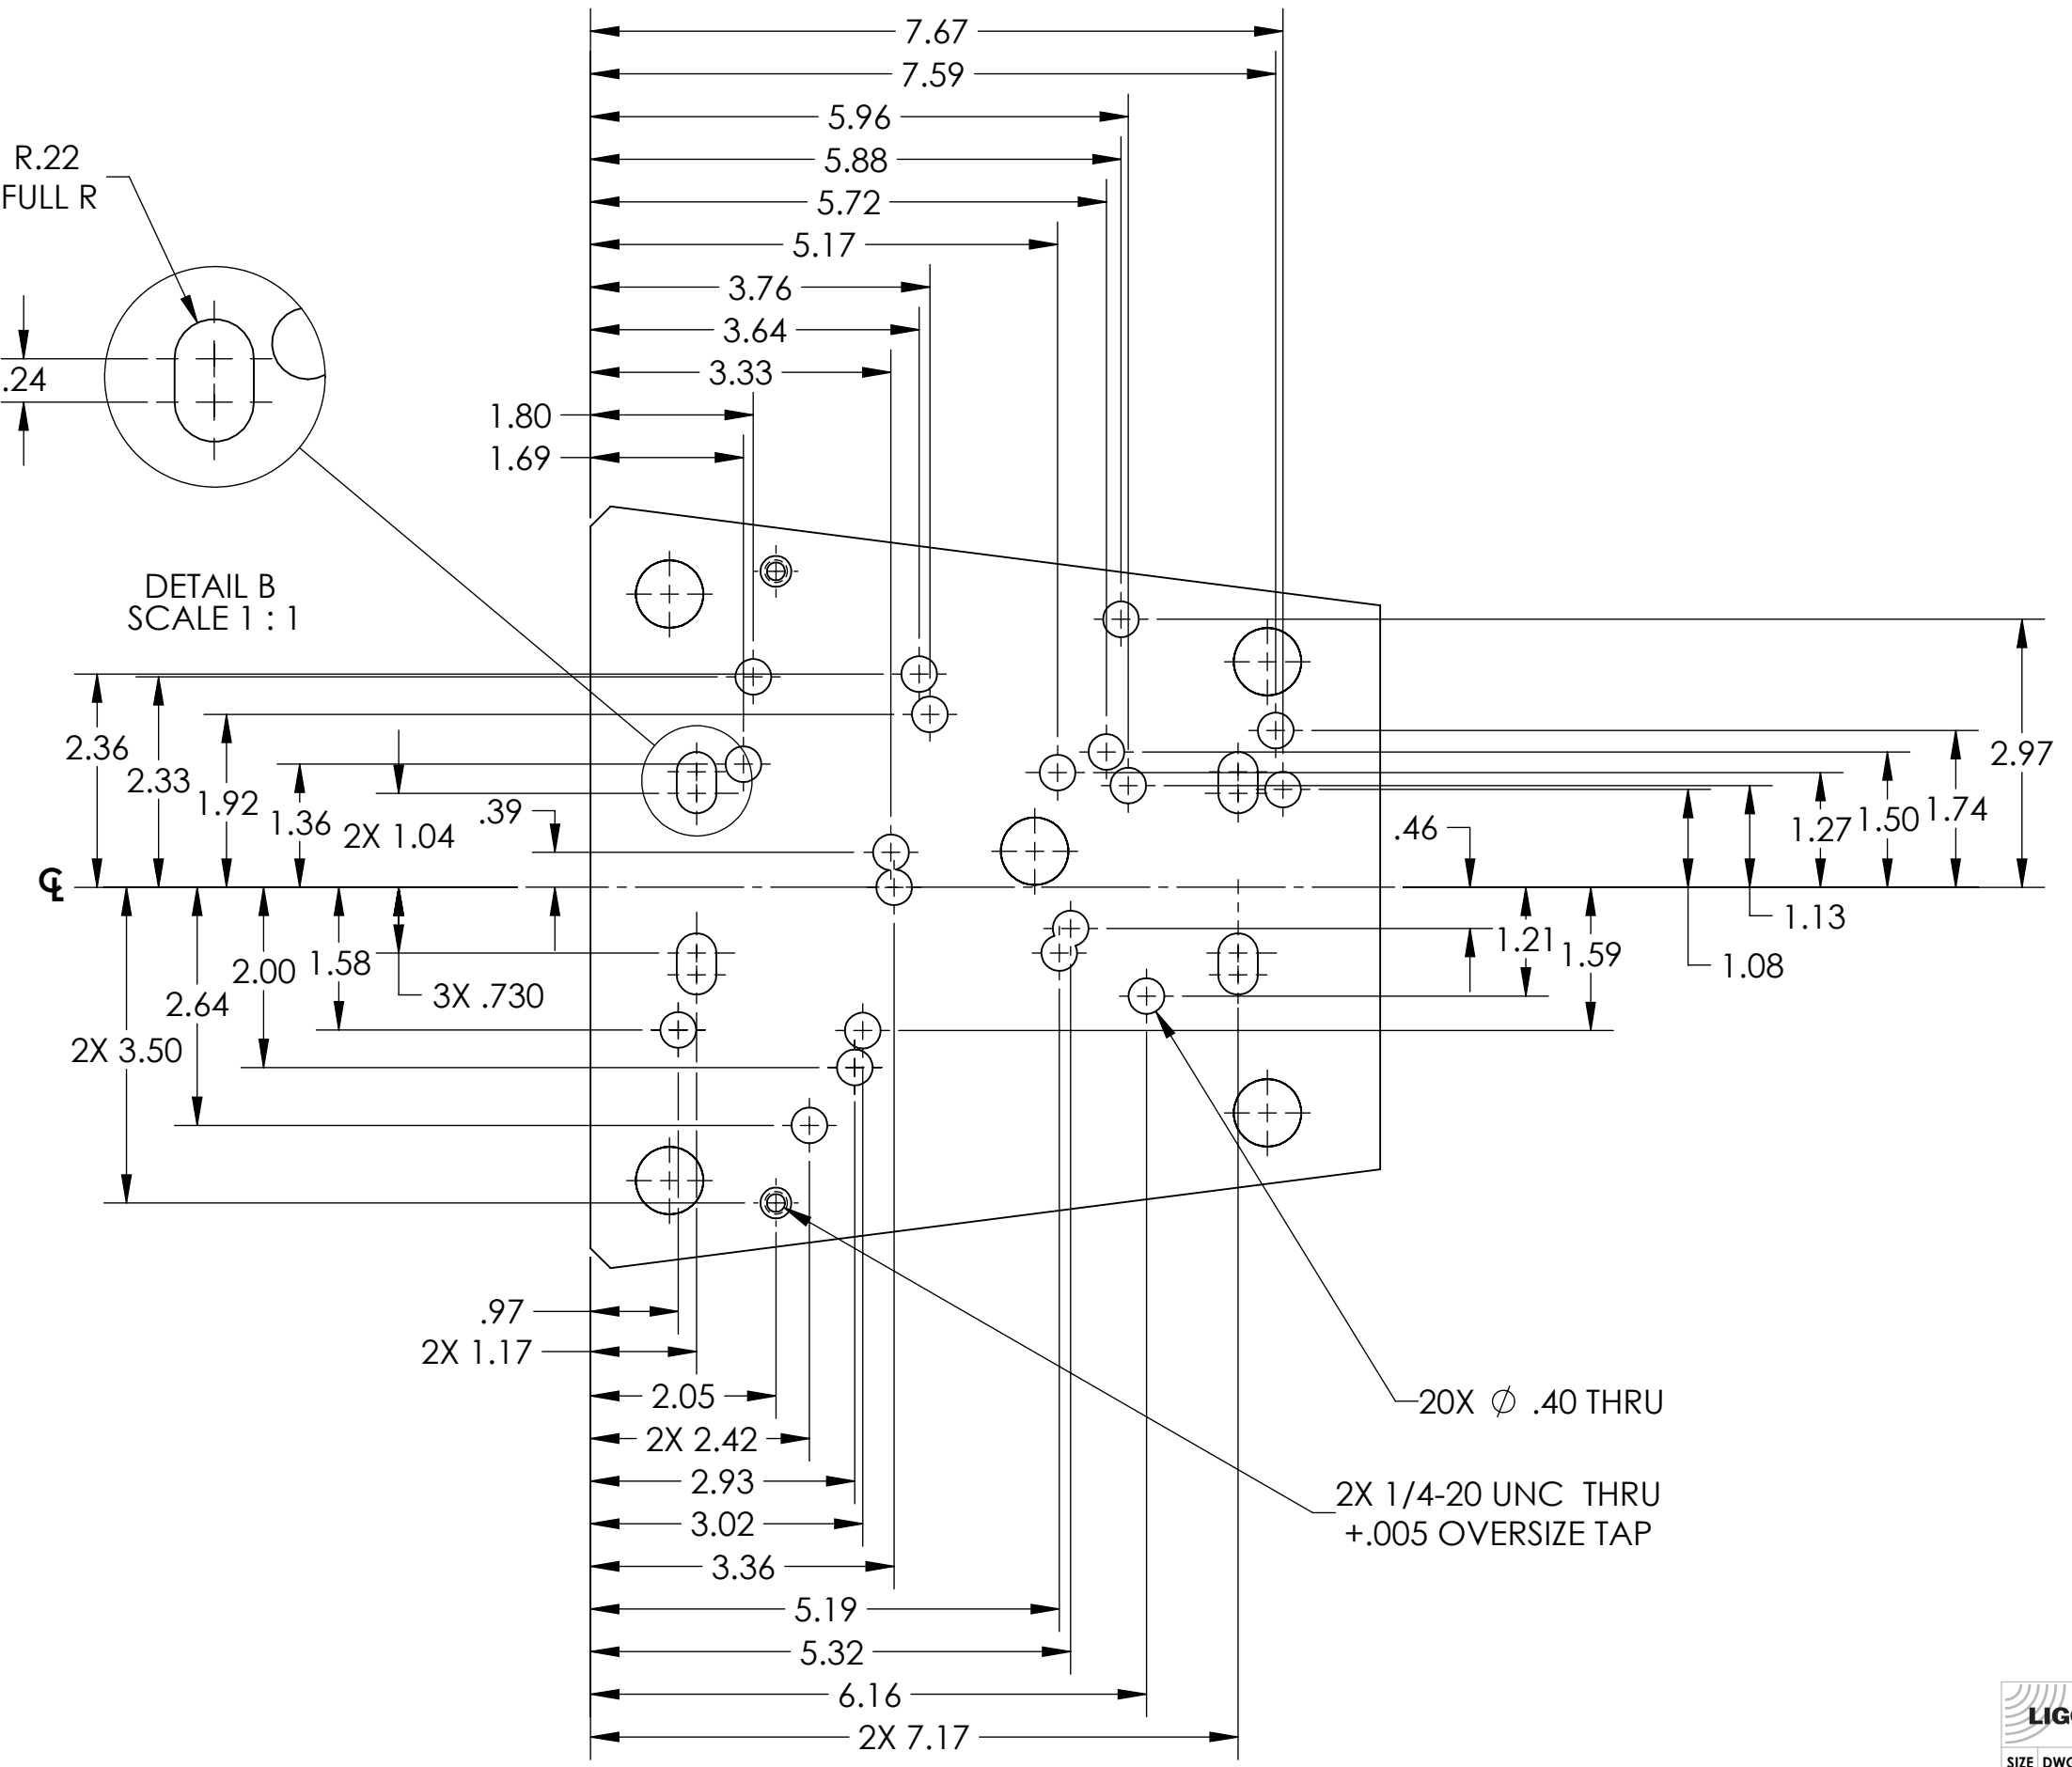 7.67
7.59
5.96
5.88
5.72
5.17
3.76
3.64
3.33
1.80
1.69
R.22
FULL R
.24
DETAIL B
SCALE 1 : 1
2.36
2.33
1.92
1.36
2X 1.04
.39
.46
2.97
1.74
1.50
1.27
1.13
1.08
1.21
1.59
℄
3X .730
1.58
2.00
2.64
2X 3.50
.97
2X 1.17
2.05
2X 2.42
2.93
3.02
3.36
5.19
5.32
6.16
2X 7.17
20X ∅ .40 THRU
2X 1/4-20 UNC THRU
+.005 OVERSIZE TAP
SIZE